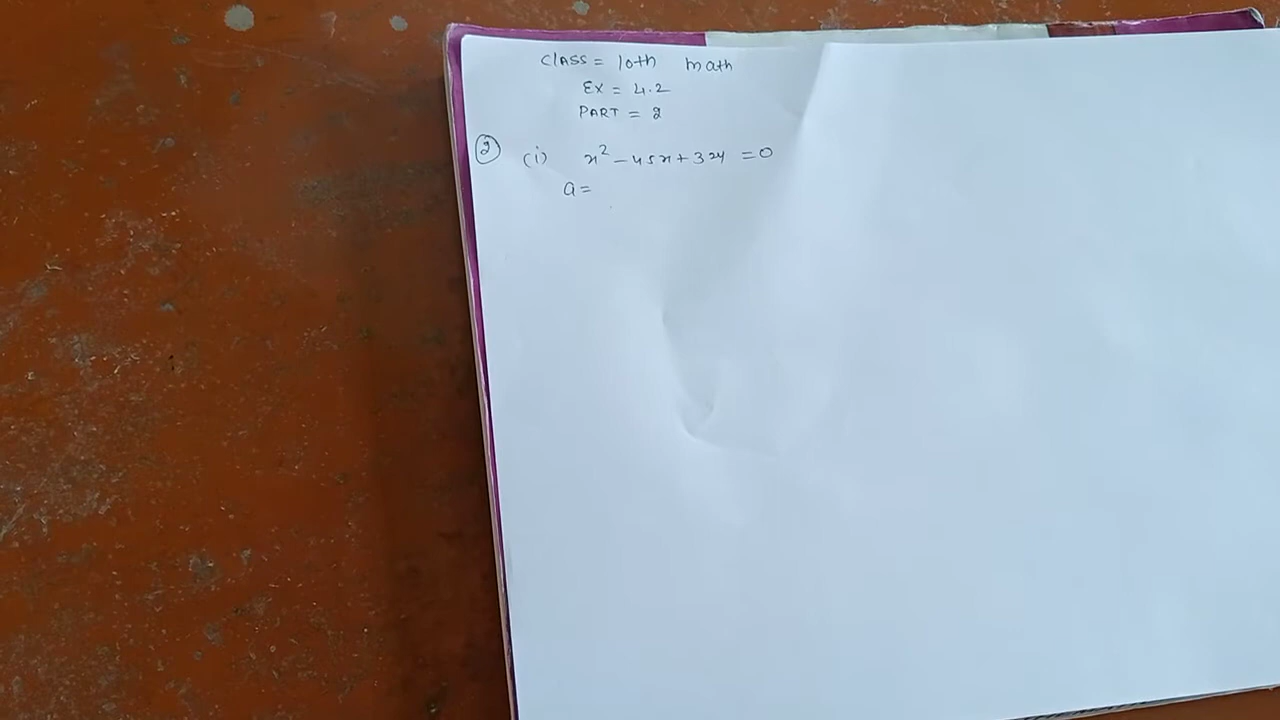 CLASS = 10th math
EX = 4.2
PART = 2
② (i) x² - 45x + 324 = 0
a =